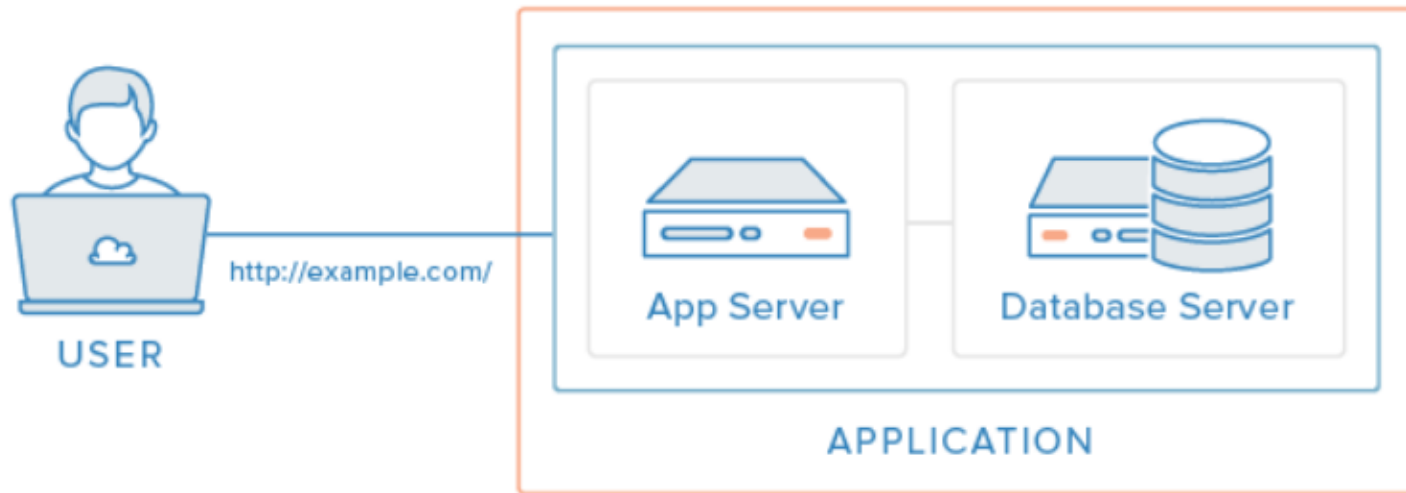 http://example.com/
USER
App Server
Database Server
APPLICATION